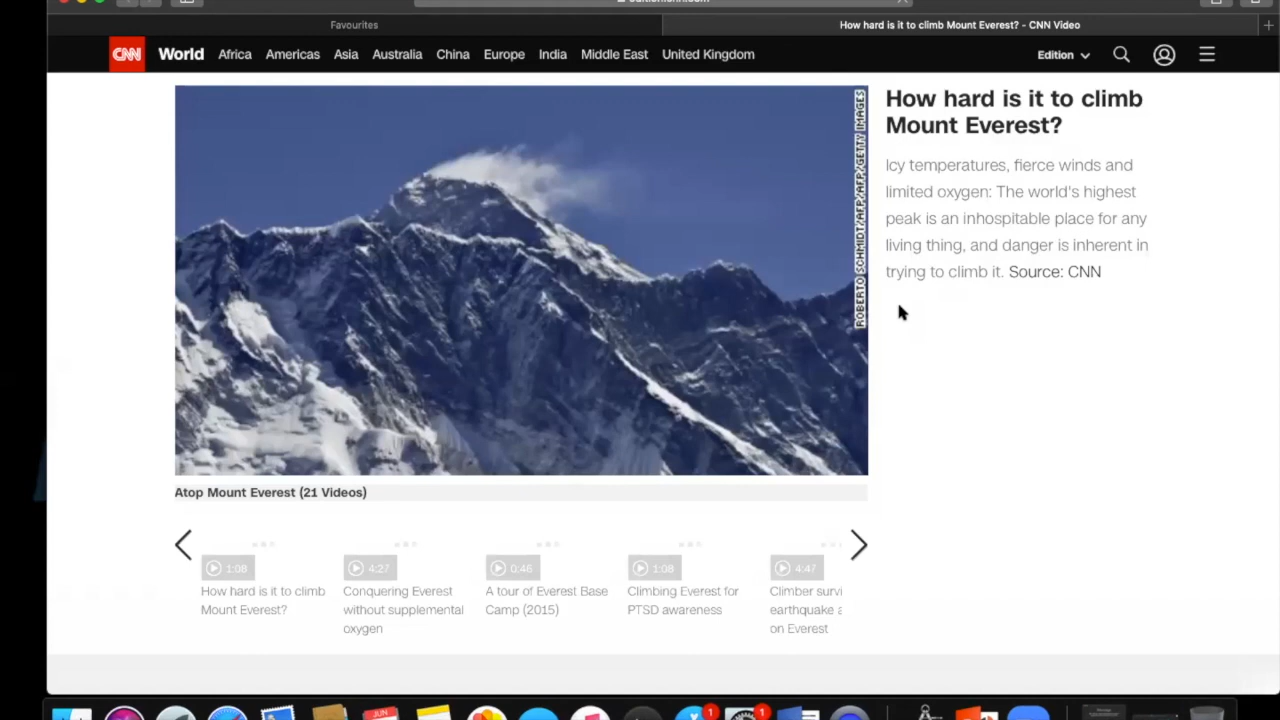 Favourites
How hard is it to climb Mount Everest? - CNN Video
CNN World Africa Americas Asia Australia China Europe India Middle East United Kingdom Edition
ROBERTO SCHMIDT/AFP/AFP/GETTY IMAGES
How hard is it to climb
Mount Everest?
Icy temperatures, fierce winds and
limited oxygen: The world's highest
peak is an inhospitable place for any
living thing, and danger is inherent in
trying to climb it. Source: CNN
Atop Mount Everest (21 Videos)
1:08
How hard is it to climb
Mount Everest?
4:27
Conquering Everest
without supplemental
oxygen
0:46
A tour of Everest Base
Camp (2015)
1:08
Climbing Everest for
PTSD awareness
4:47
Climber survi
earthquake a
on Everest
JUN
1
1